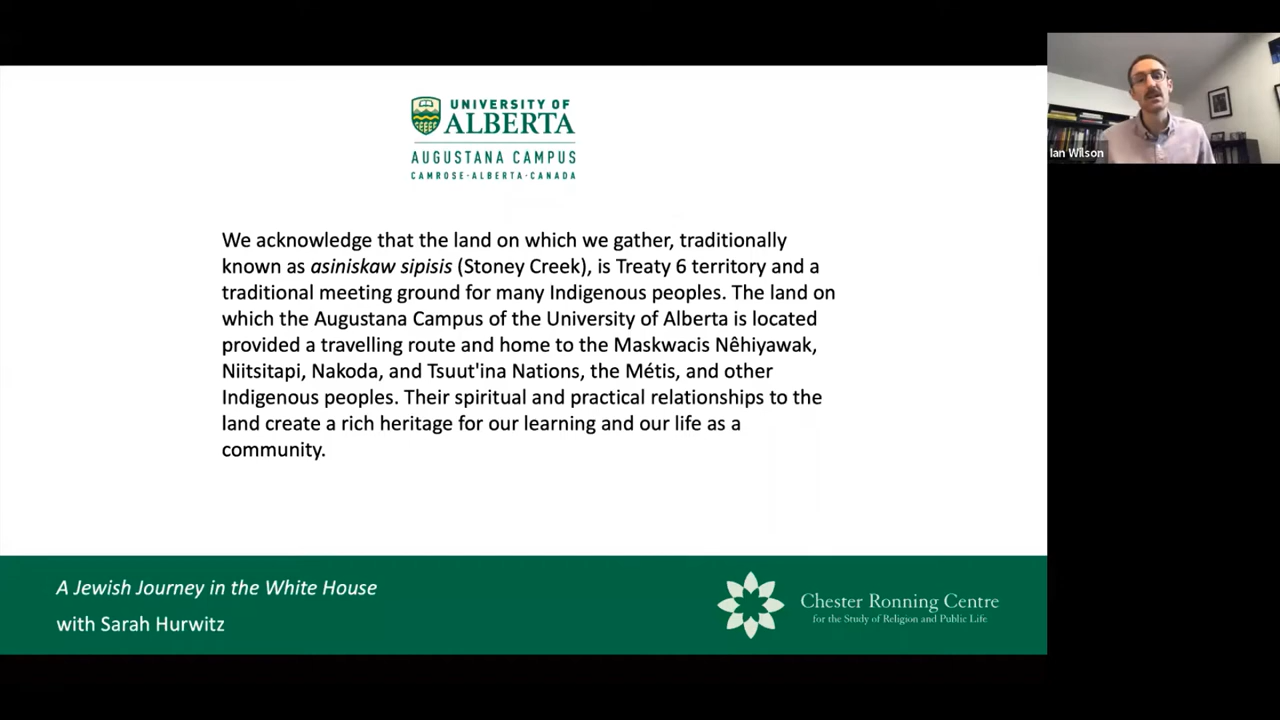 UNIVERSITY OF
ALBERTA
AUGUSTANA CAMPUS
CAMROSE·ALBERTA·CANADA
Ian Wilson
We acknowledge that the land on which we gather, traditionally
known as asiniskaw sipisis (Stoney Creek), is Treaty 6 territory and a
traditional meeting ground for many Indigenous peoples. The land on
which the Augustana Campus of the University of Alberta is located
provided a travelling route and home to the Maskwacis Nêhiyawak,
Niitsitapi, Nakoda, and Tsuut'ina Nations, the Métis, and other
Indigenous peoples. Their spiritual and practical relationships to the
land create a rich heritage for our learning and our life as a
community.
A Jewish Journey in the White House
with Sarah Hurwitz
Chester Ronning Centre
for the Study of Religion and Public Life